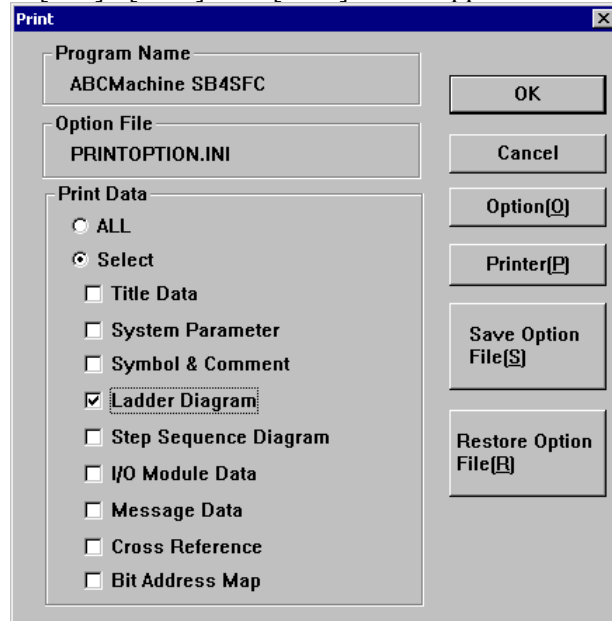 Print
Program Name
ABCMachine SB4SFC
Option File
PRINTOPTION.INI
Print Data
ALL
Select
Title Data
System Parameter
Symbol & Comment
Ladder Diagram
Step Sequence Diagram
I/O Module Data
Message Data
Cross Reference
Bit Address Map
OK
Cancel
Option(O)
Printer(P)
Save Option
File(S)
Restore Option
File(R)